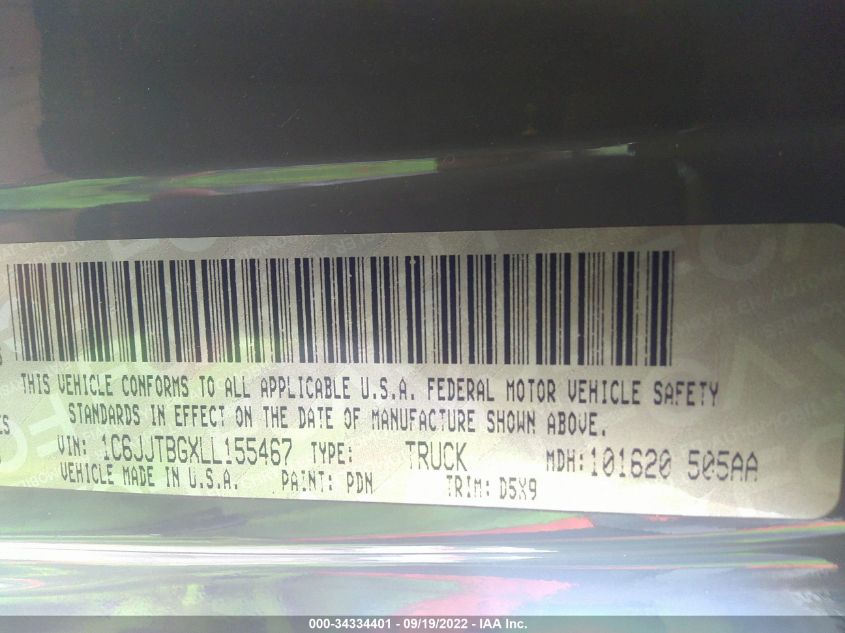 THIS VEHICLE CONFORMS TO ALL APPLICABLE U.S.A. FEDERAL MOTOR VEHICLE SAFETY
STANDARDS IN EFFECT ON THE DATE OF MANUFACTURE SHOWN ABOVE.
VIN: 1C6JJTBGXLL155467 TYPE: TRUCK MDH: 101620 505AA
VEHICLE MADE IN U.S.A. PAINT: PDN TRIM: D5X9
000-34334401 - 09/19/2022 - IAA Inc.